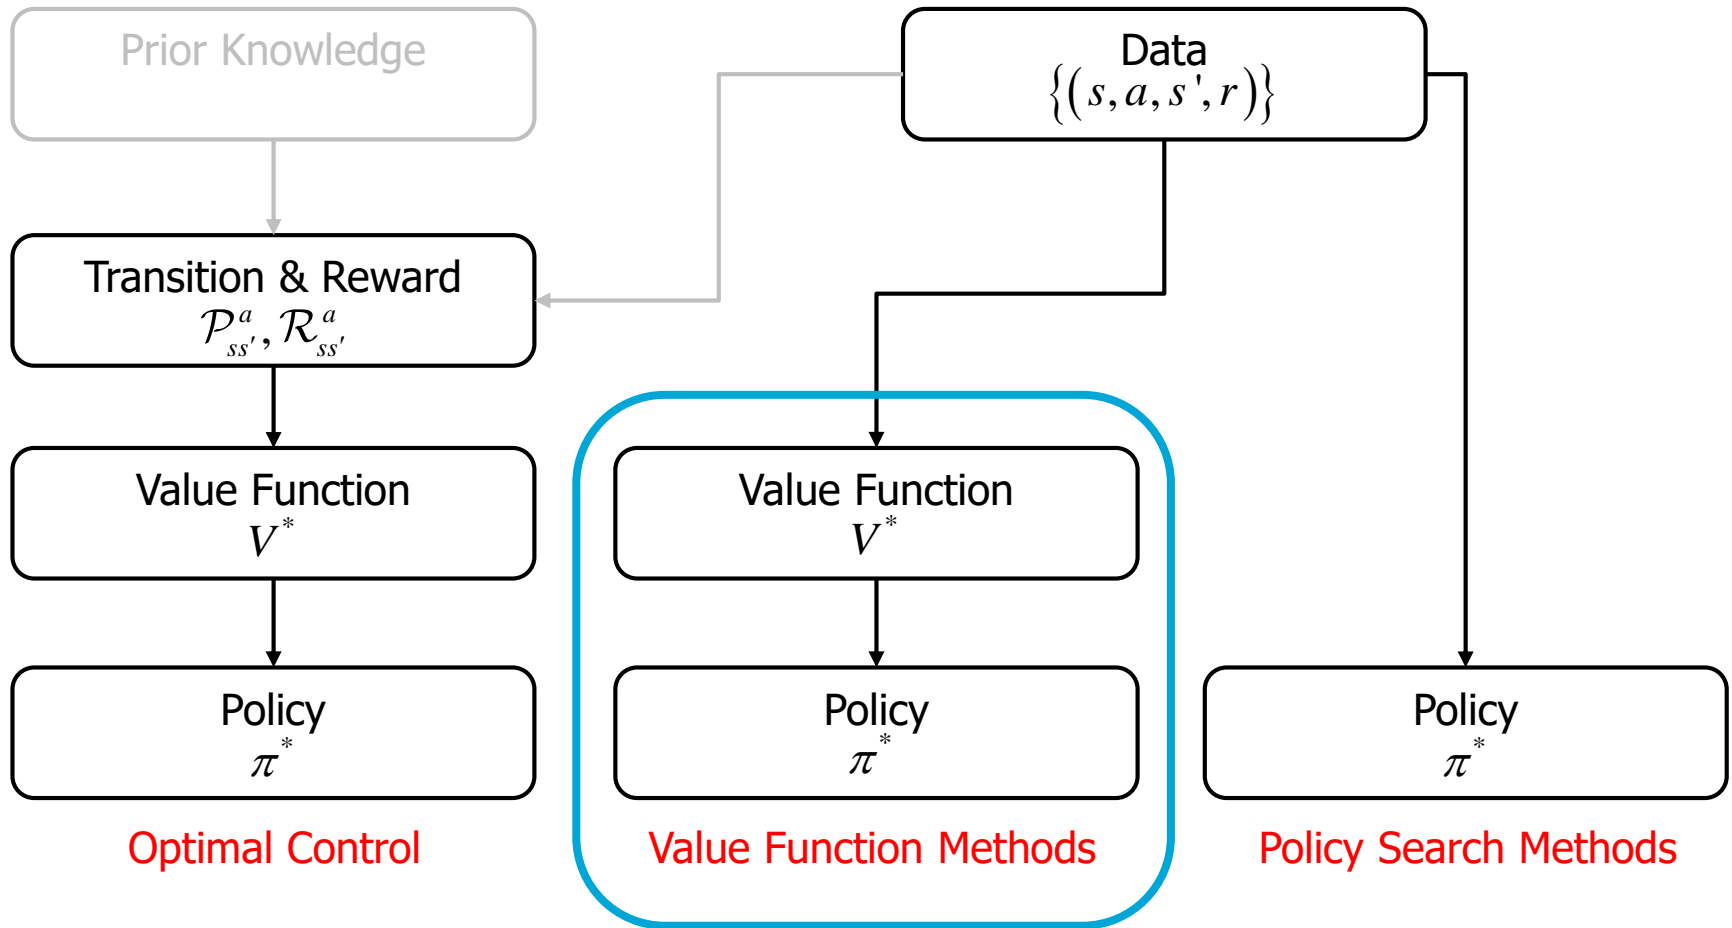 Prior Knowledge
Data
{(s, a, s', r)}
Transition & Reward
𝒫ᵃₛₛ′, ℛᵃₛₛ′
Value Function
V*
Value Function
V*
Policy
π*
Policy
π*
Policy
π*
Optimal Control
Value Function Methods
Policy Search Methods